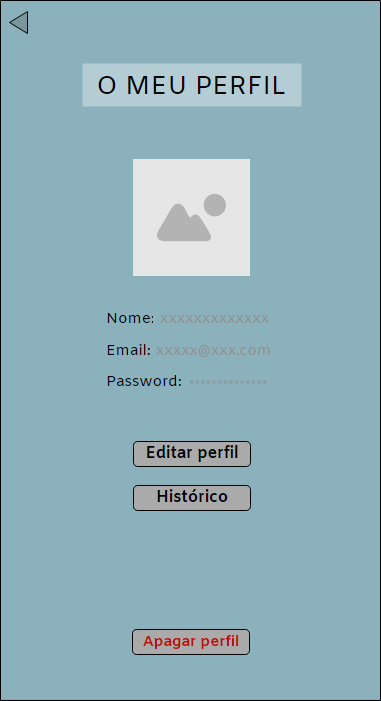 O MEU PERFIL
Nome: xxxxxxxxxxxxx
Email: xxxxx@xxx.com
Password: **************
Editar perfil
Histórico
Apagar perfil